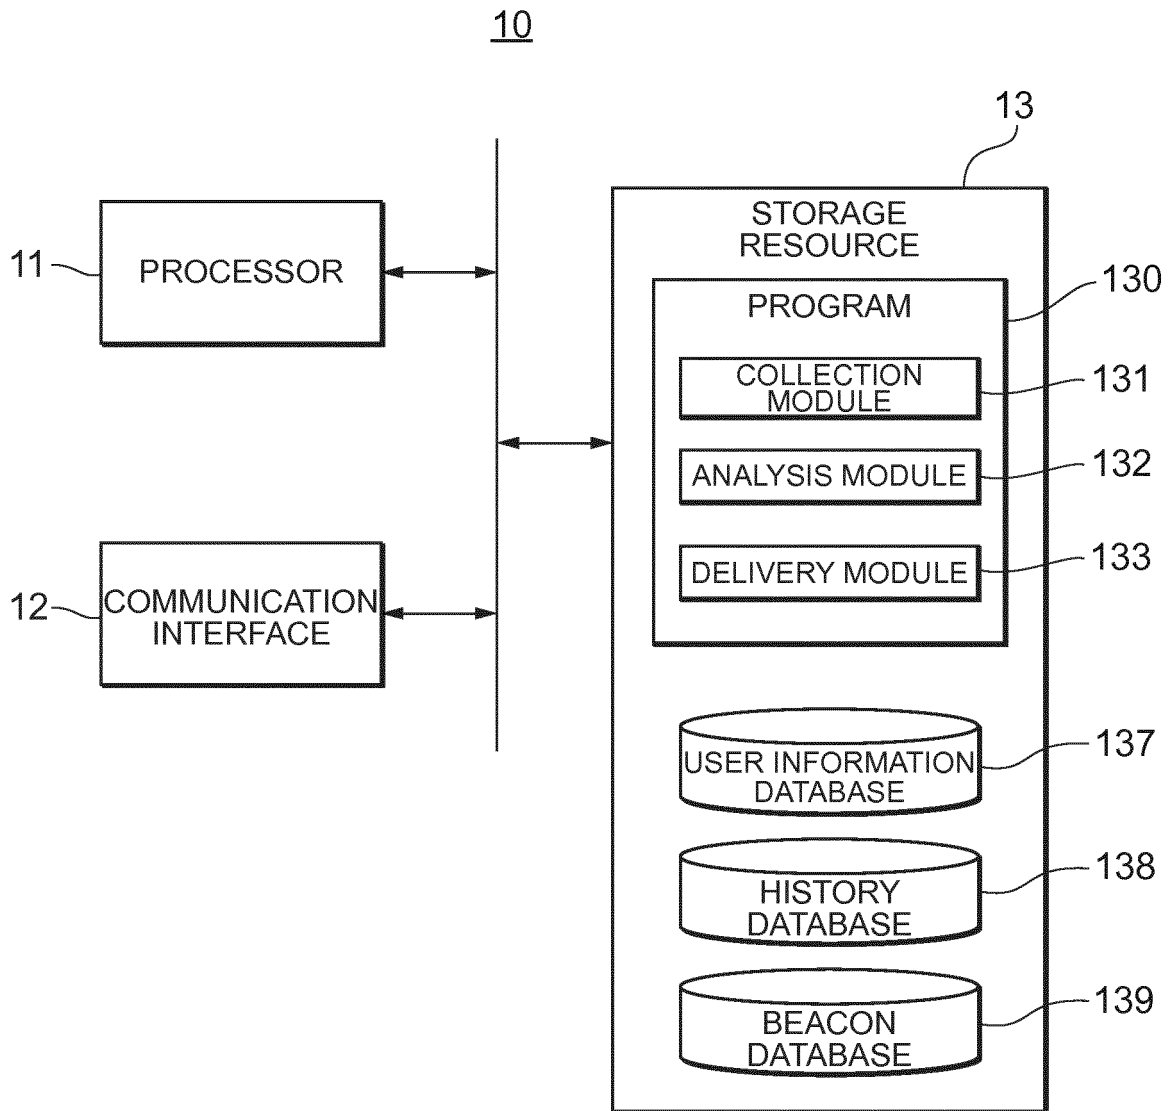 10
13
STORAGE
RESOURCE
11
PROCESSOR
130
PROGRAM
COLLECTION
MODULE
131
ANALYSIS MODULE
132
DELIVERY MODULE
133
12
COMMUNICATION
INTERFACE
USER INFORMATION
DATABASE
137
HISTORY
DATABASE
138
BEACON
DATABASE
139